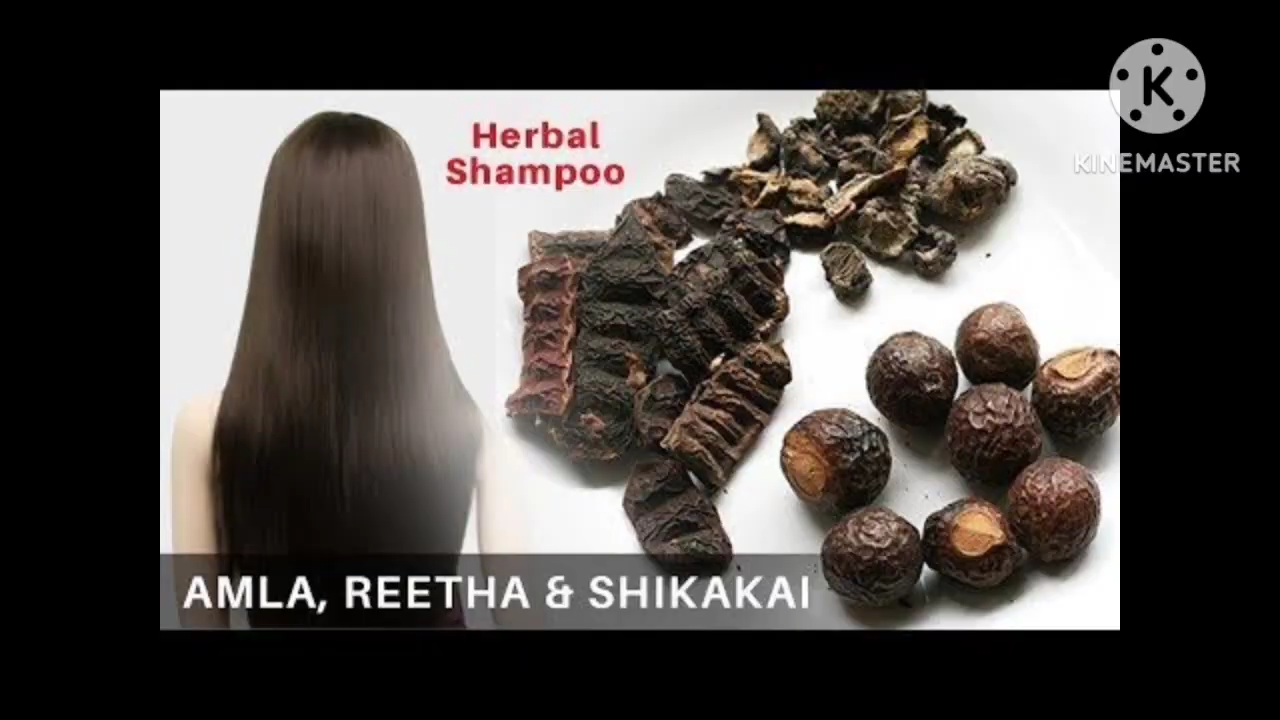 Herbal
Shampoo
K
KINEMASTER
AMLA, REETHA & SHIKAKAI